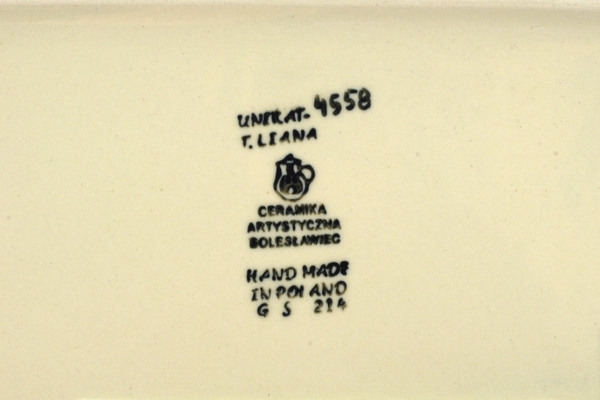 UNIKAT-4558
T. LIANA
CERAMIKA
ARTYSTYCZNA
BOLESŁAWIEC
HAND MADE
IN POLAND
G S 214